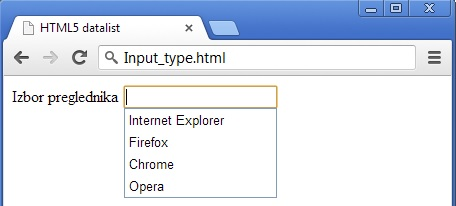 HTML5 datalist
Input_type.html
Izbor preglednika
Internet Explorer
Firefox
Chrome
Opera